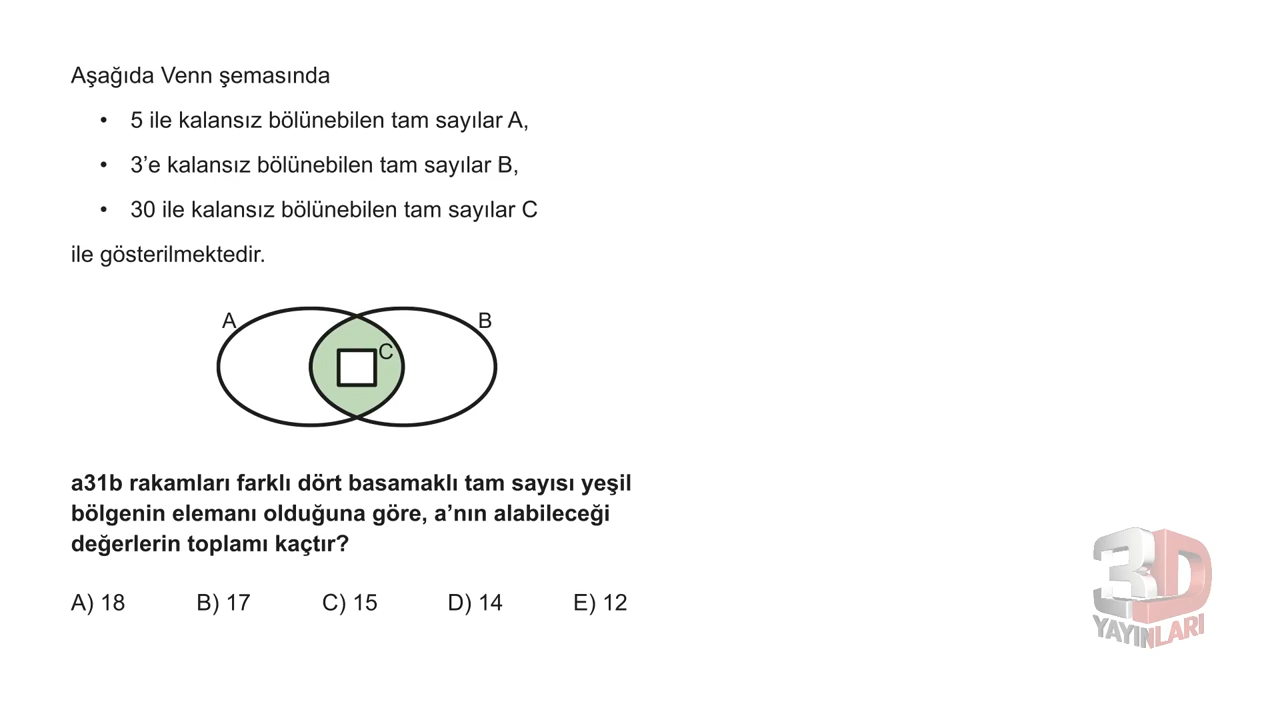 Aşağıda Venn şemasında
• 5 ile kalansız bölünebilen tam sayılar A,
• 3’e kalansız bölünebilen tam sayılar B,
• 30 ile kalansız bölünebilen tam sayılar C
ile gösterilmektedir.
A B
C
a31b rakamları farklı dört basamaklı tam sayısı yeşil
bölgenin elemanı olduğuna göre, a’nın alabileceği
değerlerin toplamı kaçtır?
A) 18 B) 17 C) 15 D) 14 E) 12
3D
YAYINLARI